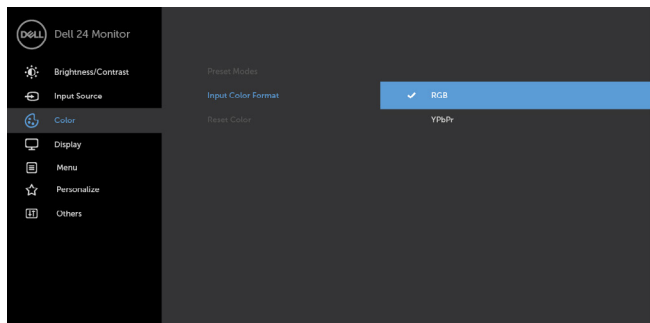 DELL Dell 24 Monitor
Brightness/Contrast
Preset Modes
Input Source
Input Color Format
RGB
Color
Reset Color
YPbPr
Display
Menu
Personalize
Others